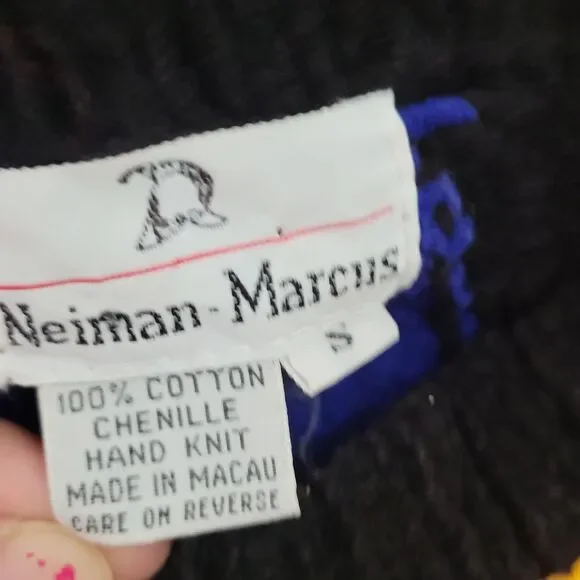 R
Neiman-Marcus
S
100% COTTON
CHENILLE
HAND KNIT
MADE IN MACAU
CARE ON REVERSE